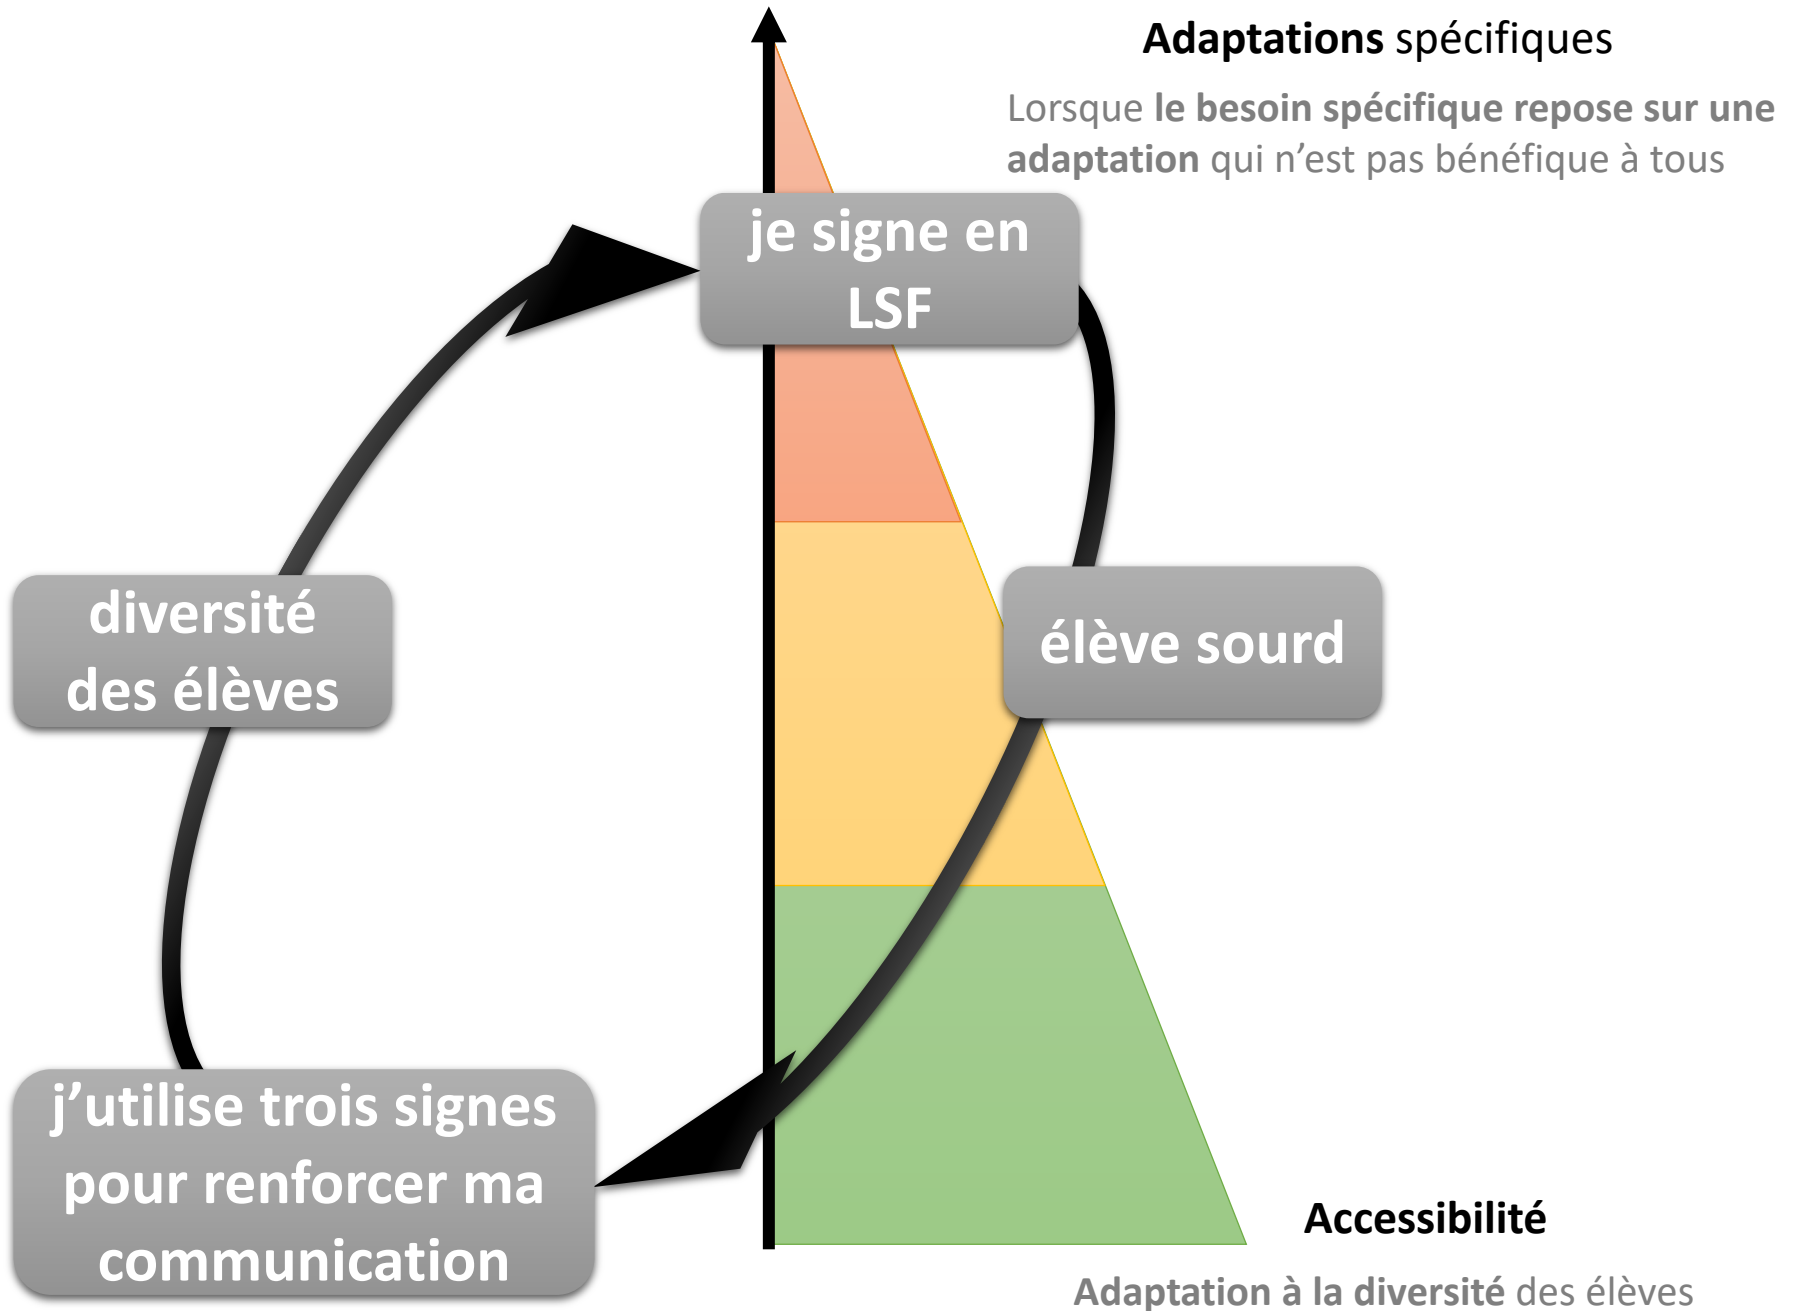 Adaptations spécifiques
Lorsque le besoin spécifique repose sur une
adaptation qui n’est pas bénéfique à tous
je signe en
LSF
diversité
des élèves
élève sourd
j’utilise trois signes
pour renforcer ma
communication
Accessibilité
Adaptation à la diversité des élèves